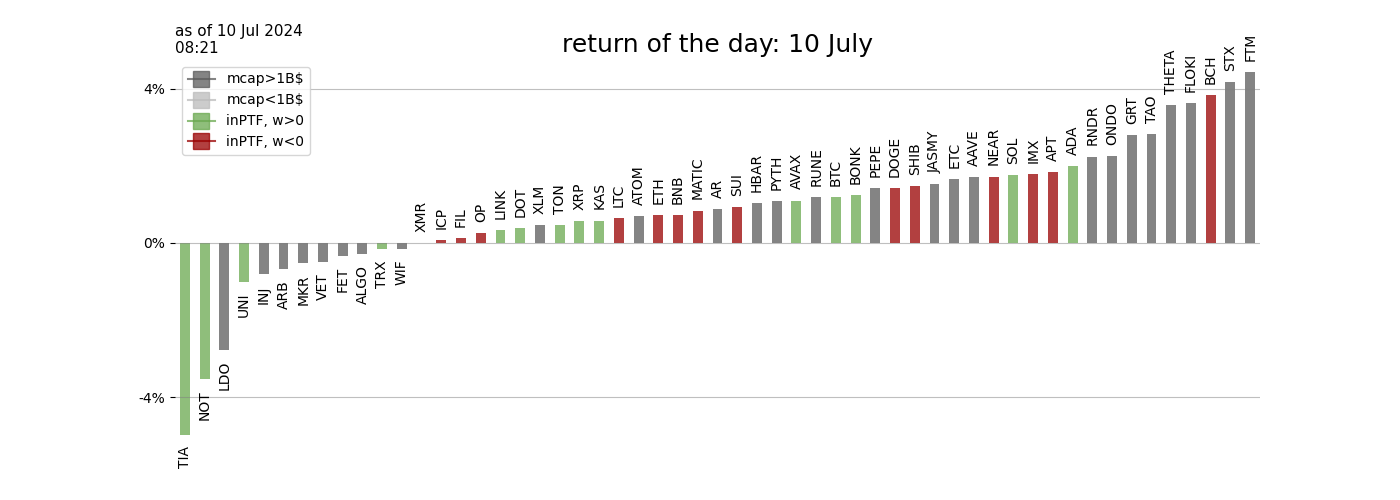 as of 10 Jul 2024
08:21
return of the day: 10 July
mcap>1B$
mcap<1B$
inPTF, w>0
inPTF, w<0
4%
0%
-4%
TIA
NOT
LDO
UNI
INJ
ARB
MKR
VET
FET
ALGO
TRX
WIF
XMR
ICP
FIL
OP
LINK
DOT
XLM
TON
XRP
KAS
LTC
ATOM
ETH
BNB
MATIC
AR
SUI
HBAR
PYTH
AVAX
RUNE
BTC
BONK
PEPE
DOGE
SHIB
JASMY
ETC
AAVE
NEAR
SOL
IMX
APT
ADA
RNDR
ONDO
GRT
TAO
THETA
FLOKI
BCH
STX
FTM